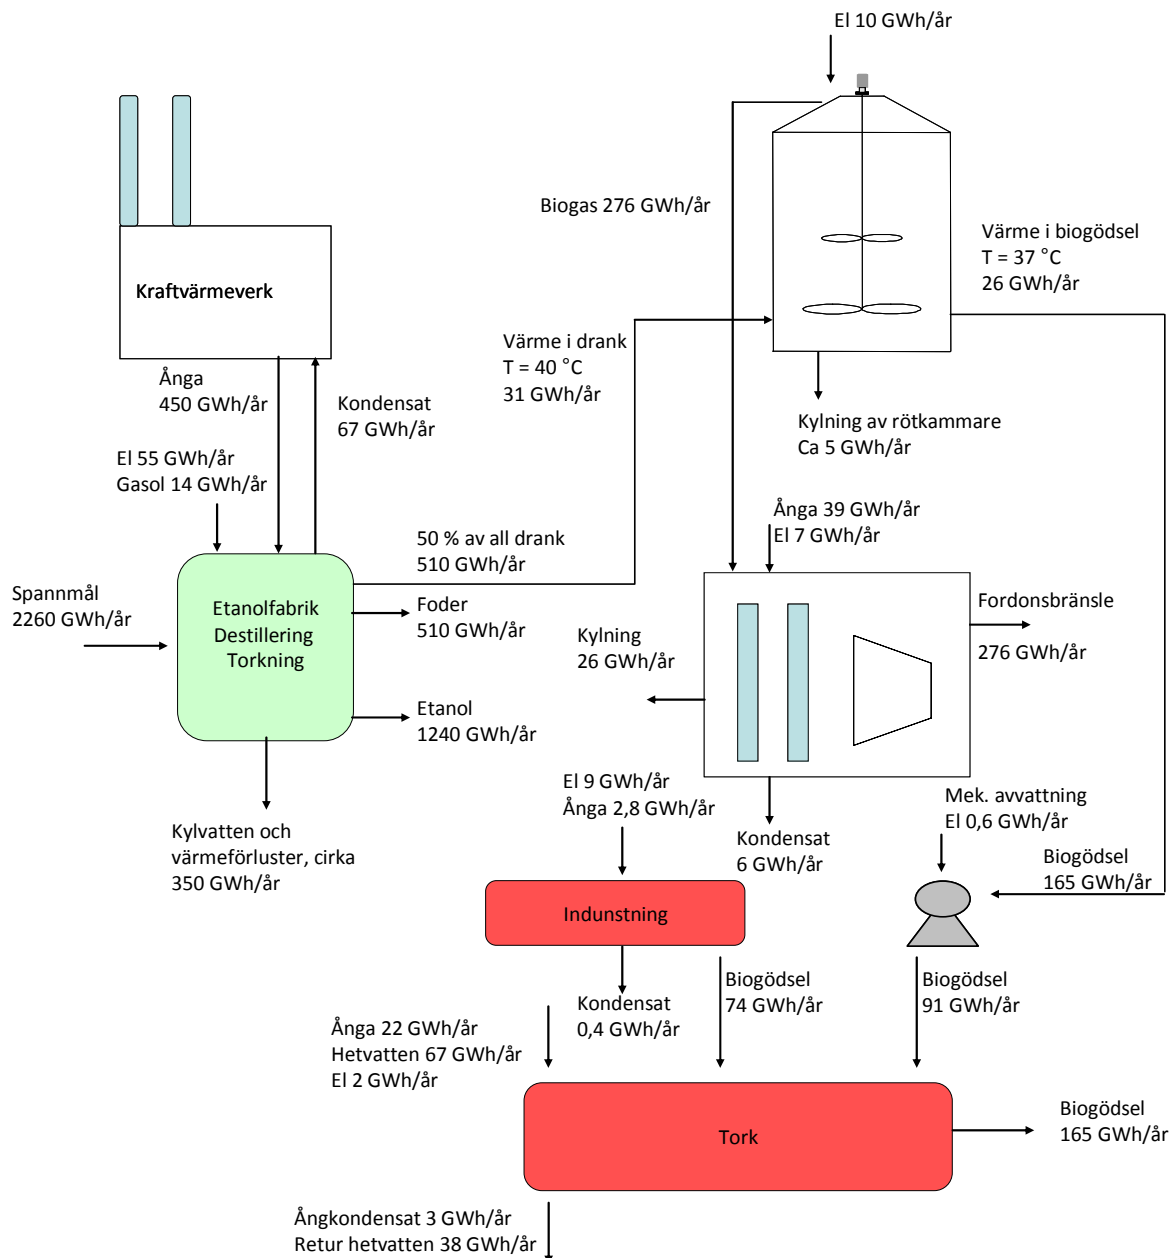 El 10 GWh/år
Biogas 276 GWh/år
Värme i biogödsel
T = 37 °C
26 GWh/år
Kraftvärmeverk
Värme i drank
T = 40 °C
31 GWh/år
Ånga
450 GWh/år
Kondensat
67 GWh/år
Kylning av rötkammare
Ca 5 GWh/år
El 55 GWh/år
Gasol 14 GWh/år
Ånga 39 GWh/år
El 7 GWh/år
50 % av all drank
510 GWh/år
Spannmål
2260 GWh/år
Etanolfabrik
Destillering
Torkning
Foder
510 GWh/år
Fordonsbränsle
276 GWh/år
Kylning
26 GWh/år
Etanol
1240 GWh/år
El 9 GWh/år
Ånga 2,8 GWh/år
Mek. avvattning
El 0,6 GWh/år
Kylvatten och
värmeförluster, cirka
350 GWh/år
Kondensat
6 GWh/år
Biogödsel
165 GWh/år
Indunstning
Kondensat
0,4 GWh/år
Biogödsel
74 GWh/år
Biogödsel
91 GWh/år
Ånga 22 GWh/år
Hetvatten 67 GWh/år
El 2 GWh/år
Tork
Biogödsel
165 GWh/år
Ångkondensat 3 GWh/år
Retur hetvatten 38 GWh/år